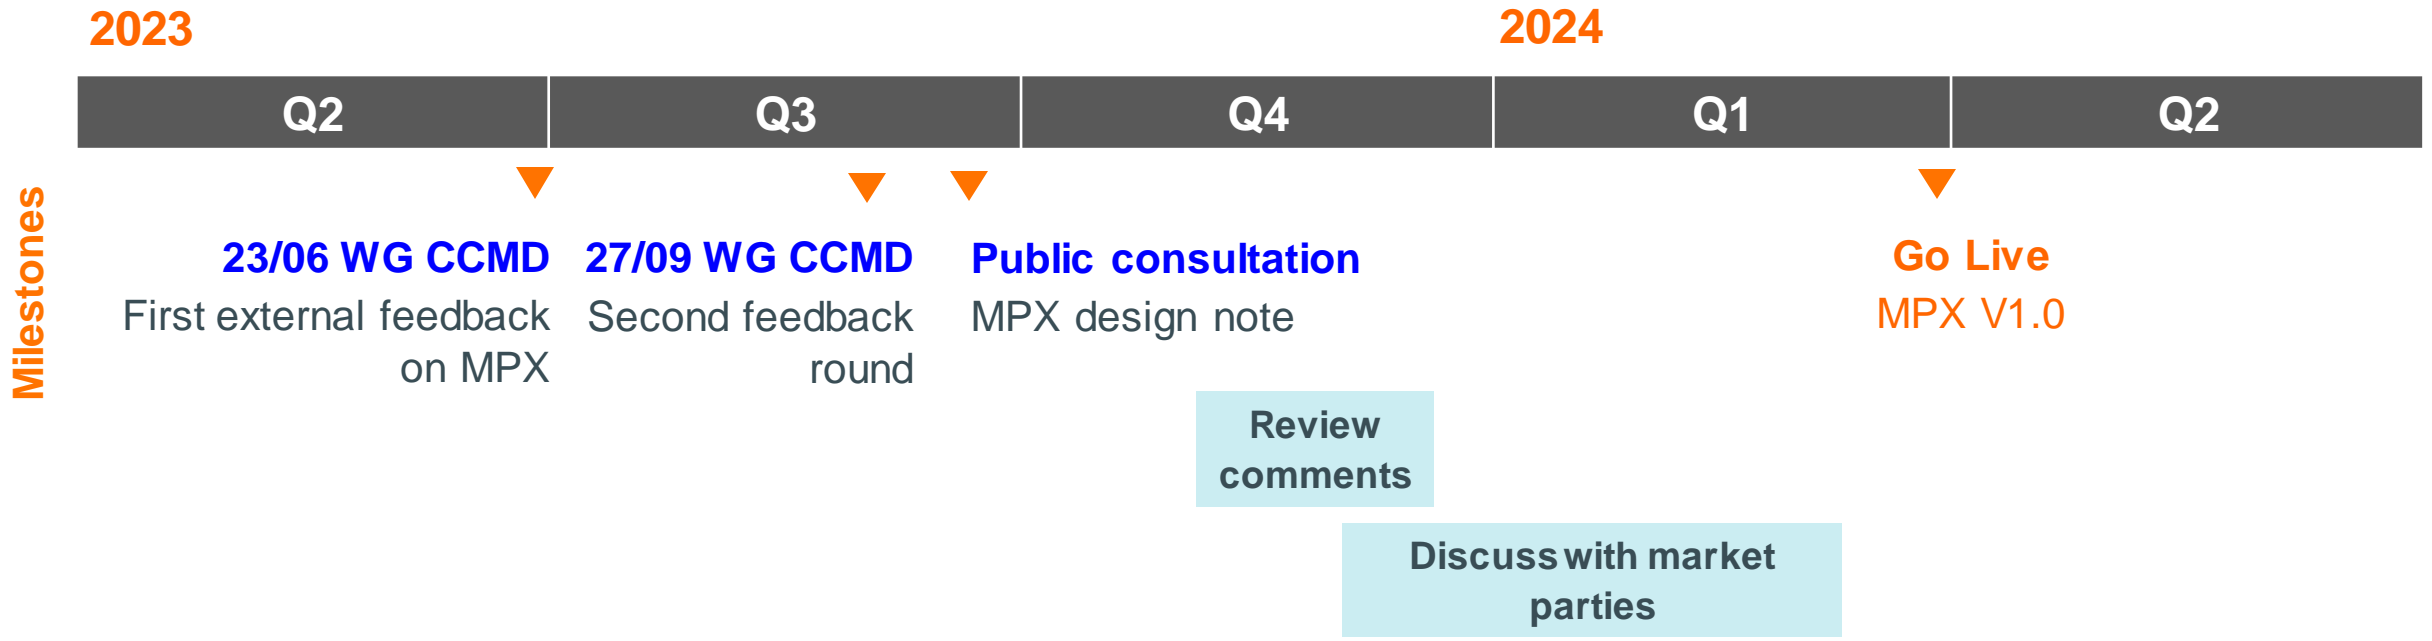 2023
2024
Q2
Q3
Q4
Q1
Q2
Milestones
23/06 WG CCMD
First external feedback
on MPX
27/09 WG CCMD
Second feedback
round
Public consultation
MPX design note
Go Live
MPX V1.0
Review
comments
Discuss with market
parties